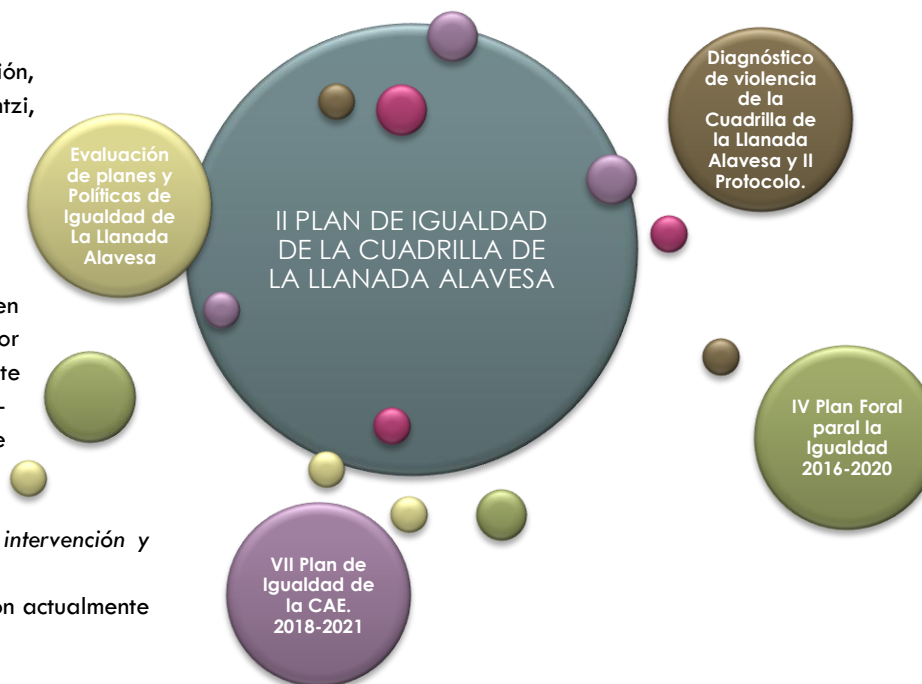 ión,
ntzi,
en
or
te
-
e
intervención y
on actualmente
Evaluación
de planes y
Políticas de
Igualdad de
La Llanada
Alavesa
II PLAN DE IGUALDAD
DE LA CUADRILLA DE
LA LLANADA ALAVESA
Diagnóstico
de violencia
de la
Cuadrilla de
la Llanada
Alavesa y II
Protocolo.
IV Plan Foral
paral la
Igualdad
2016-2020
VII Plan de
Igualdad de
la CAE.
2018-2021